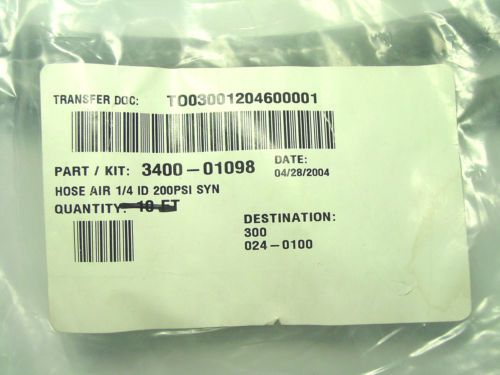 TRANSFER DOC: TO03001204600001
PART / KIT: 3400-01098 DATE:
04/28/2004
HOSE AIR 1/4 ID 200PSI SYN
QUANTITY: 10 FT
DESTINATION:
300
024-0100